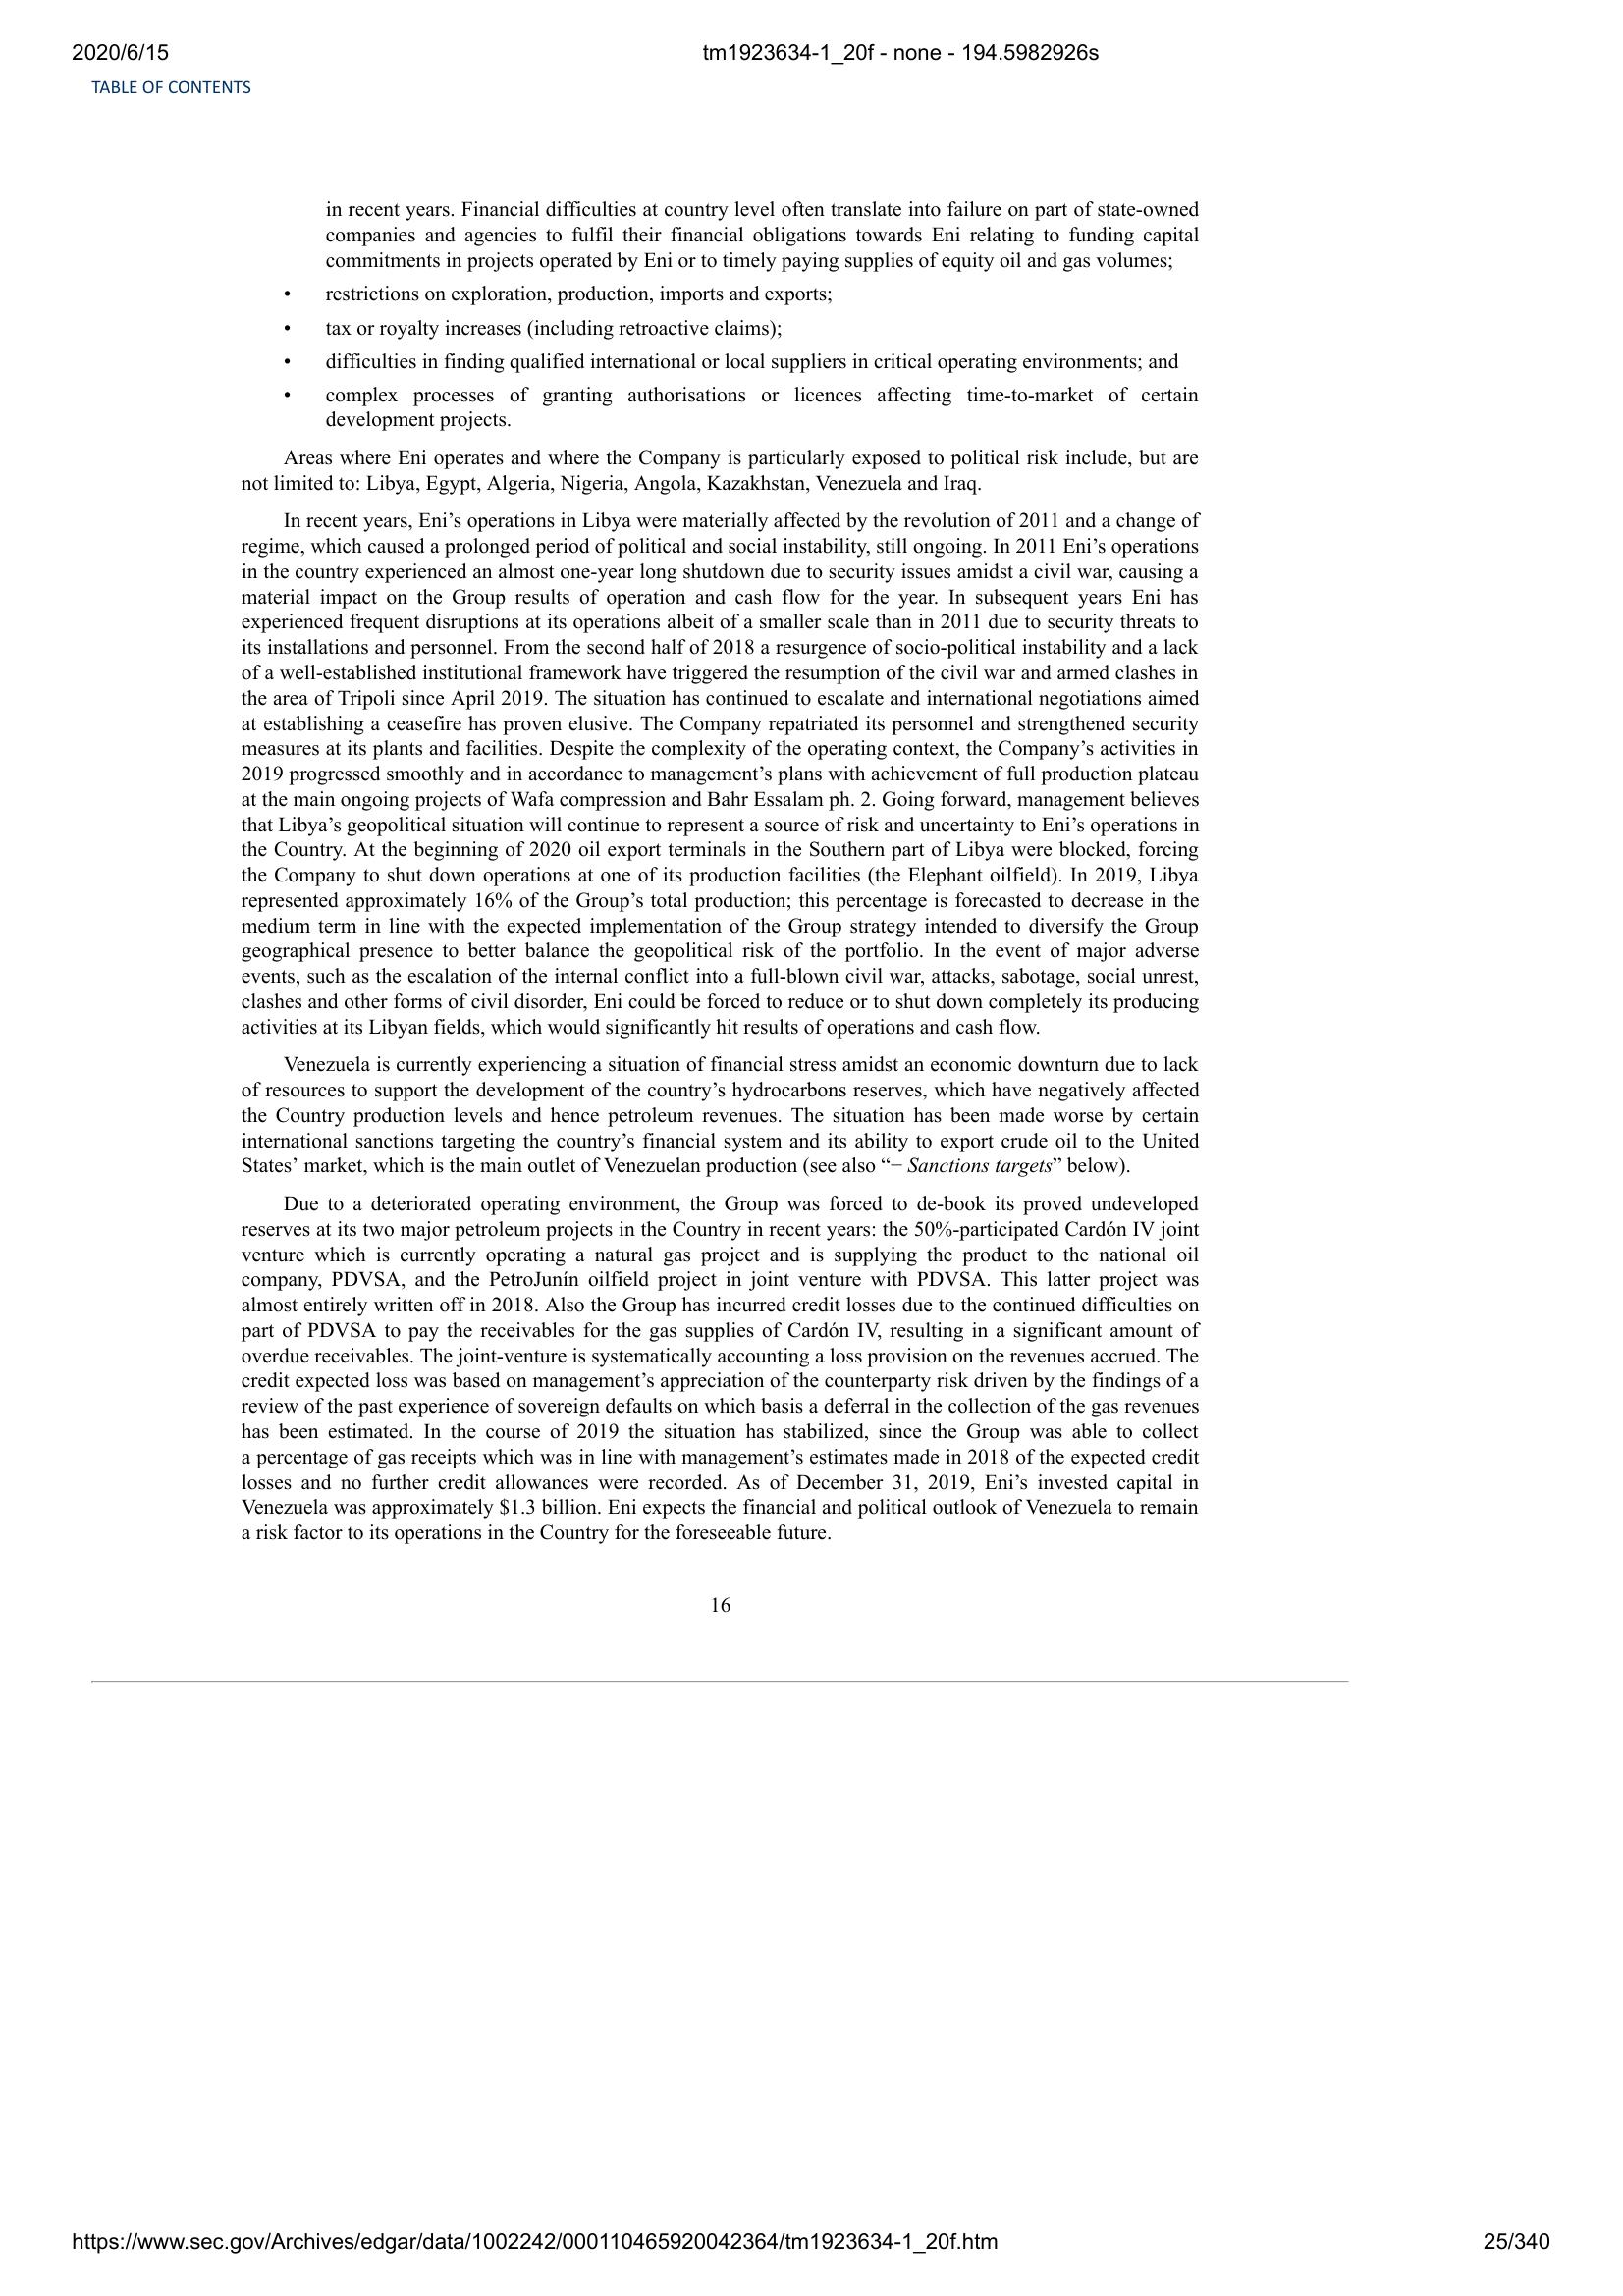 2020/6/15 tm1923634-1_20f - none - 194.5982926s
TABLE OF CONTENTS
in recent years. Financial difficulties at country level often translate into failure on part of state-owned
companies and agencies to fulfil their financial obligations towards Eni relating to funding capital
commitments in projects operated by Eni or to timely paying supplies of equity oil and gas volumes;
• restrictions on exploration, production, imports and exports;
• tax or royalty increases (including retroactive claims);
• difficulties in finding qualified international or local suppliers in critical operating environments; and
• complex processes of granting authorisations or licences affecting time-to-market of certain
development projects.
Areas where Eni operates and where the Company is particularly exposed to political risk include, but are
not limited to: Libya, Egypt, Algeria, Nigeria, Angola, Kazakhstan, Venezuela and Iraq.
In recent years, Eni’s operations in Libya were materially affected by the revolution of 2011 and a change of
regime, which caused a prolonged period of political and social instability, still ongoing. In 2011 Eni’s operations
in the country experienced an almost one-year long shutdown due to security issues amidst a civil war, causing a
material impact on the Group results of operation and cash flow for the year. In subsequent years Eni has
experienced frequent disruptions at its operations albeit of a smaller scale than in 2011 due to security threats to
its installations and personnel. From the second half of 2018 a resurgence of socio-political instability and a lack
of a well-established institutional framework have triggered the resumption of the civil war and armed clashes in
the area of Tripoli since April 2019. The situation has continued to escalate and international negotiations aimed
at establishing a ceasefire has proven elusive. The Company repatriated its personnel and strengthened security
measures at its plants and facilities. Despite the complexity of the operating context, the Company’s activities in
2019 progressed smoothly and in accordance to management’s plans with achievement of full production plateau
at the main ongoing projects of Wafa compression and Bahr Essalam ph. 2. Going forward, management believes
that Libya’s geopolitical situation will continue to represent a source of risk and uncertainty to Eni’s operations in
the Country. At the beginning of 2020 oil export terminals in the Southern part of Libya were blocked, forcing
the Company to shut down operations at one of its production facilities (the Elephant oilfield). In 2019, Libya
represented approximately 16% of the Group’s total production; this percentage is forecasted to decrease in the
medium term in line with the expected implementation of the Group strategy intended to diversify the Group
geographical presence to better balance the geopolitical risk of the portfolio. In the event of major adverse
events, such as the escalation of the internal conflict into a full-blown civil war, attacks, sabotage, social unrest,
clashes and other forms of civil disorder, Eni could be forced to reduce or to shut down completely its producing
activities at its Libyan fields, which would significantly hit results of operations and cash flow.
Venezuela is currently experiencing a situation of financial stress amidst an economic downturn due to lack
of resources to support the development of the country’s hydrocarbons reserves, which have negatively affected
the Country production levels and hence petroleum revenues. The situation has been made worse by certain
international sanctions targeting the country’s financial system and its ability to export crude oil to the United
States’ market, which is the main outlet of Venezuelan production (see also “− Sanctions targets” below).
Due to a deteriorated operating environment, the Group was forced to de-book its proved undeveloped
reserves at its two major petroleum projects in the Country in recent years: the 50%-participated Cardón IV joint
venture which is currently operating a natural gas project and is supplying the product to the national oil
company, PDVSA, and the PetroJunín oilfield project in joint venture with PDVSA. This latter project was
almost entirely written off in 2018. Also the Group has incurred credit losses due to the continued difficulties on
part of PDVSA to pay the receivables for the gas supplies of Cardón IV, resulting in a significant amount of
overdue receivables. The joint-venture is systematically accounting a loss provision on the revenues accrued. The
credit expected loss was based on management’s appreciation of the counterparty risk driven by the findings of a
review of the past experience of sovereign defaults on which basis a deferral in the collection of the gas revenues
has been estimated. In the course of 2019 the situation has stabilized, since the Group was able to collect
a percentage of gas receipts which was in line with management’s estimates made in 2018 of the expected credit
losses and no further credit allowances were recorded. As of December 31, 2019, Eni’s invested capital in
Venezuela was approximately $1.3 billion. Eni expects the financial and political outlook of Venezuela to remain
a risk factor to its operations in the Country for the foreseeable future.
16
https://www.sec.gov/Archives/edgar/data/1002242/000110465920042364/tm1923634-1_20f.htm 25/340